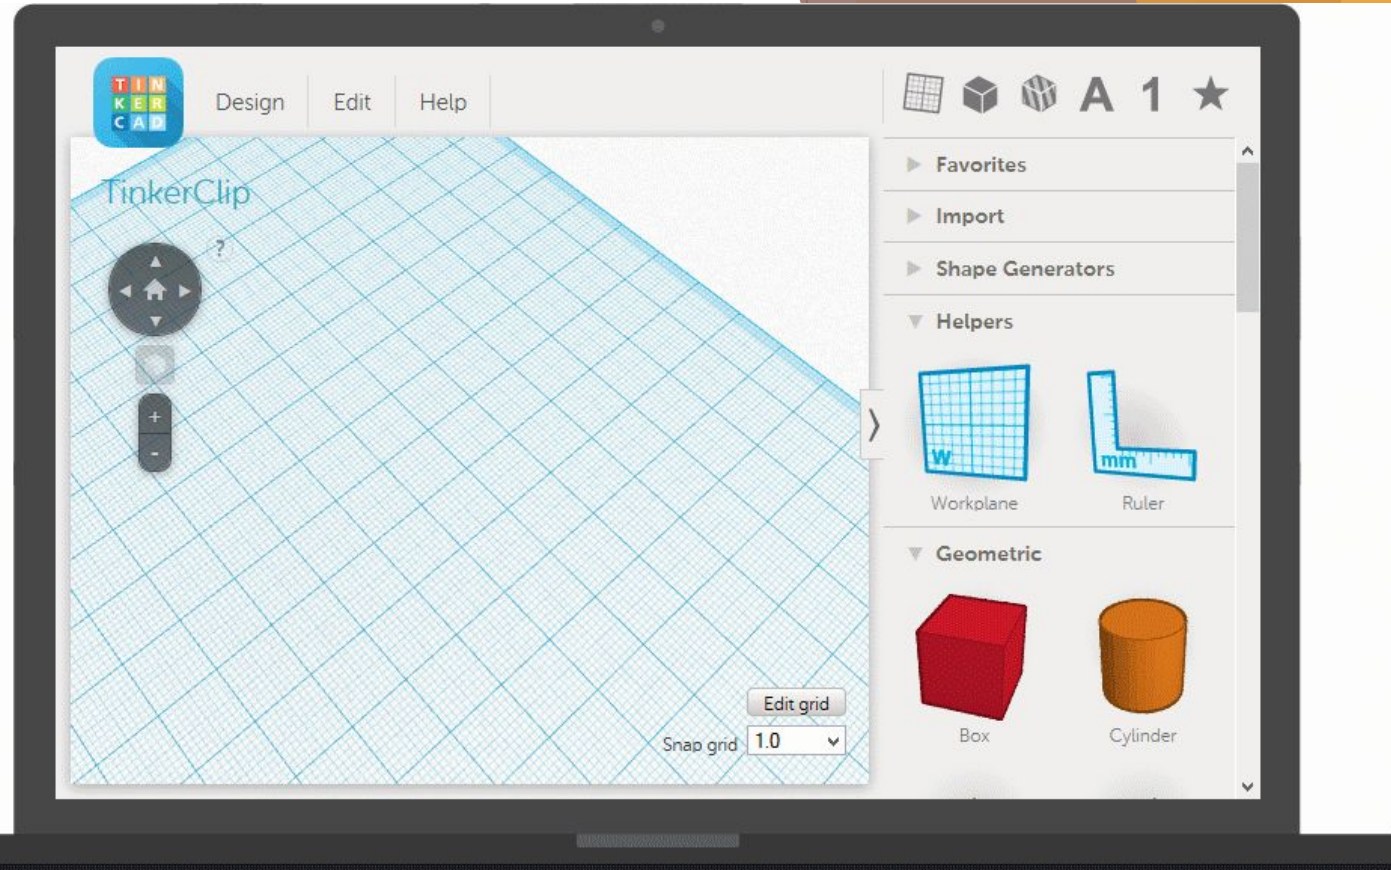 TIN
KER
CAD
Design
Edit
Help
A
1
TinkerClip
?
+
-
Edit grid
Snap grid 1.0
Favorites
Import
Shape Generators
Helpers
W
mm
Workplane
Ruler
Geometric
Box
Cylinder